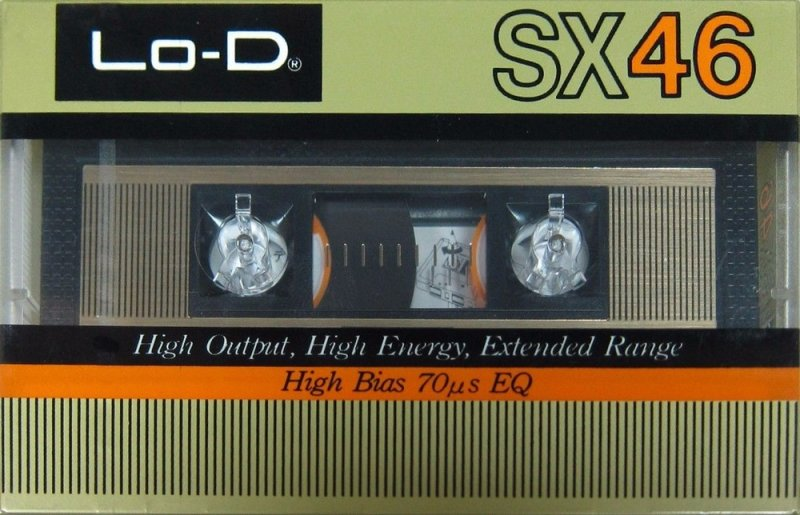 Lo-D®
SX46
High Output, High Energy, Extended Range
High Bias 70μs EQ